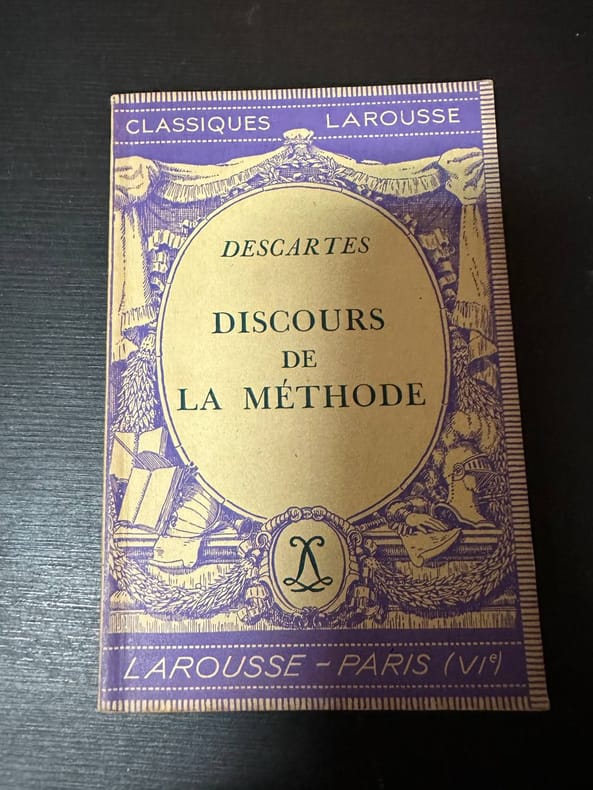 CLASSIQUES LAROUSSE
DESCARTES
DISCOURS
DE
LA MÉTHODE
LAROUSSE – PARIS (VIe)